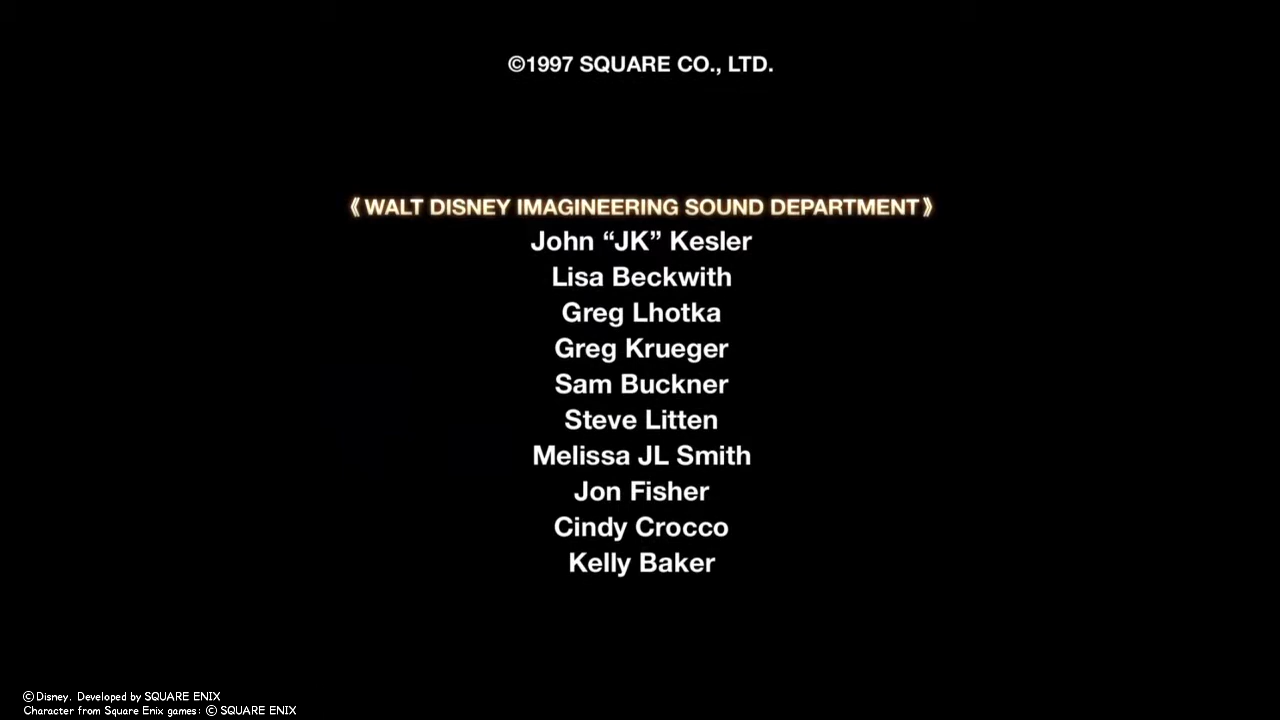 ©1997 SQUARE CO., LTD.
《WALT DISNEY IMAGINEERING SOUND DEPARTMENT》
John “JK” Kesler
Lisa Beckwith
Greg Lhotka
Greg Krueger
Sam Buckner
Steve Litten
Melissa JL Smith
Jon Fisher
Cindy Crocco
Kelly Baker
©Disney. Developed by SQUARE ENIX
Character from Square Enix games: © SQUARE ENIX